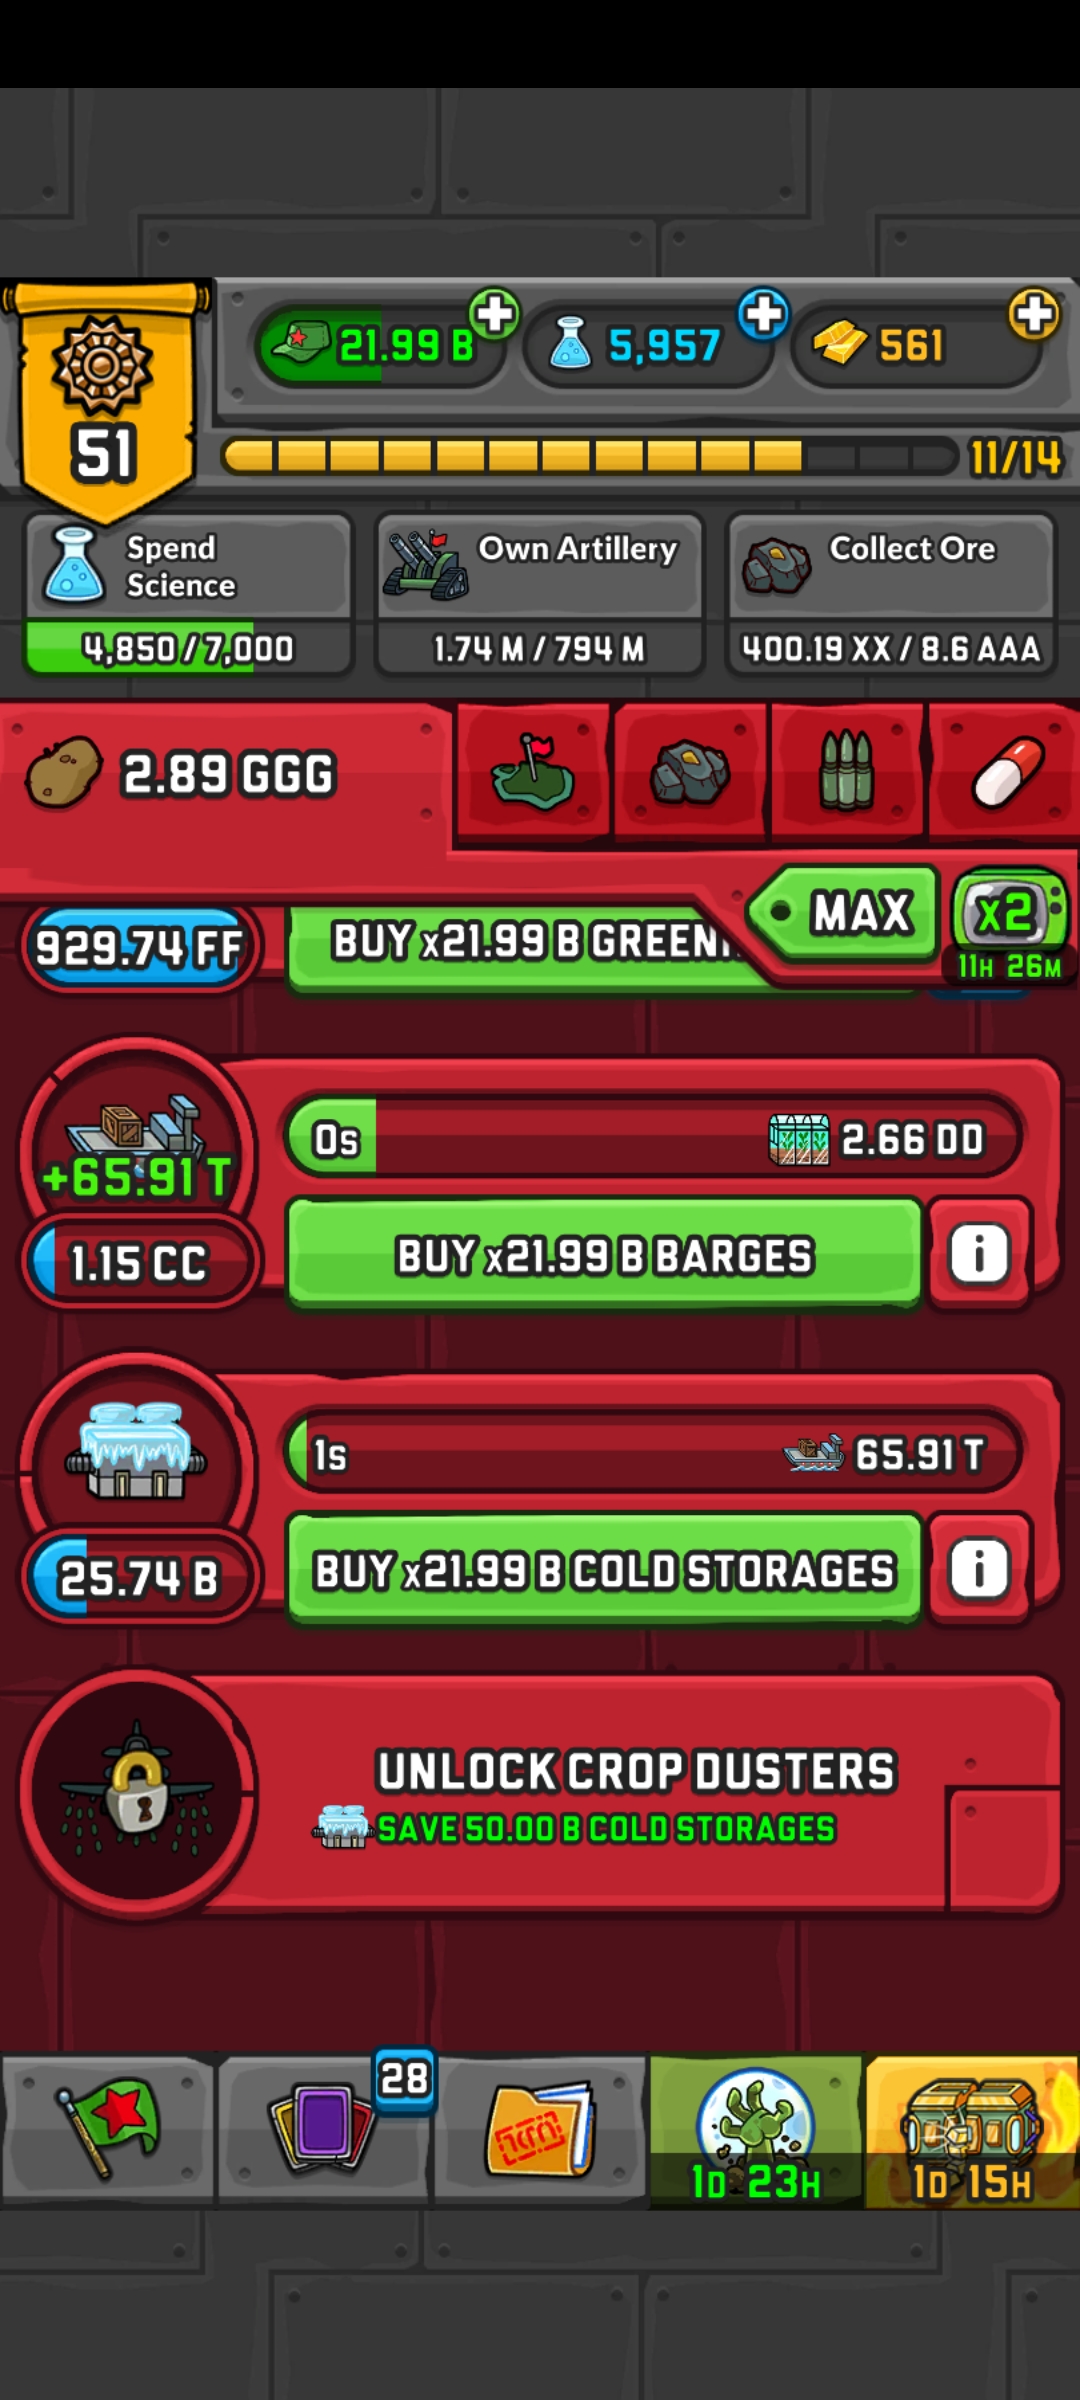 21.99 B
5,957
561
51
11/14
Spend
Science
4,850/7,000
Own Artillery
1.74 M/794 M
Collect Ore
400.19 XX/8.6 AAA
2.89 GGG
MAX
x2
11H 26M
929.74 FF
BUY x21.99 B
+65.91 T
0s
2.66 DD
1.15 CC
BUY x21.99 B BARGES
1s
65.91 T
25.74 B
BUY x21.99 B COLD STORAGES
UNLOCK CROP DUSTERS
SAVE 50.00 B COLD STORAGES
28
1D 23H
1D 15H